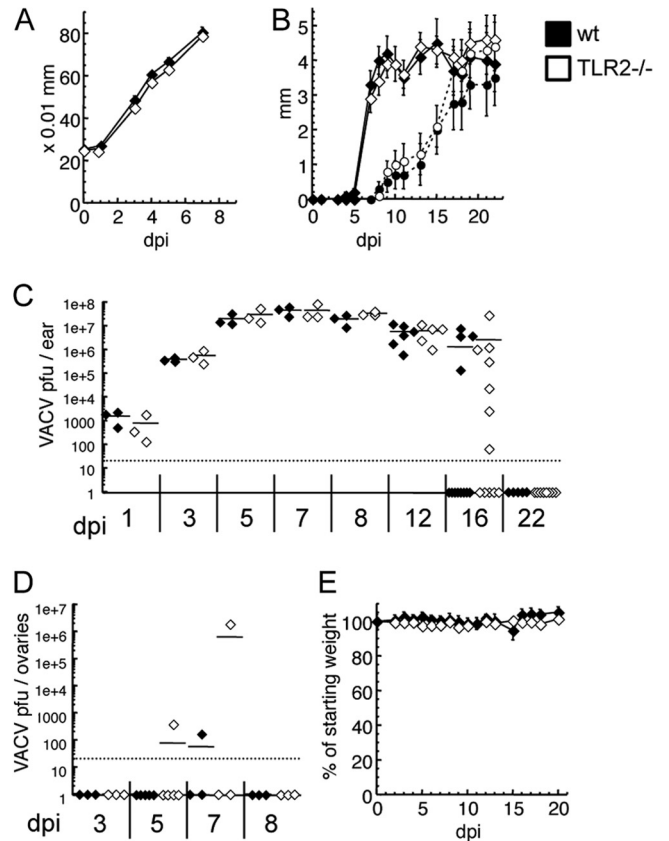 A
B
wt
TLR2-/-
x 0.01 mm
80
60
40
20
0
0 2 4 6 8
dpi
mm
5
4
3
2
1
0
0 5 10 15 20
dpi
C
VACV pfu / ear
1e+8
1e+7
1e+6
1e+5
1e+4
1000
100
10
1
dpi 1 3 5 7 8 12 16 22
D
VACV pfu / ovaries
1e+7
1e+6
1e+5
1e+4
1000
100
10
1
dpi 3 5 7 8
E
% of starting weight
100
80
60
40
20
0
0 5 10 15 20
dpi